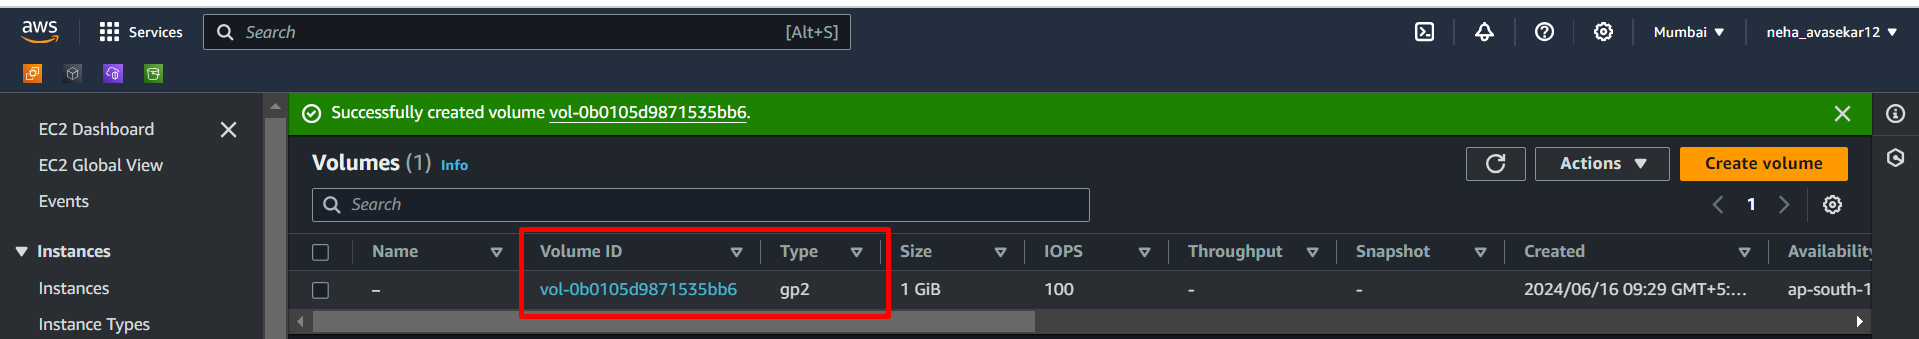 aws Services Search [Alt+S] Mumbai neha_avasekar12
Successfully created volume vol-0b0105d9871535bb6.
EC2 Dashboard
EC2 Global View
Events
Instances
Instances
Instance Types
Volumes (1) Info Actions Create volume
Search 1
Name Volume ID Type Size IOPS Throughput Snapshot Created Availability
– vol-0b0105d9871535bb6 gp2 1 GiB 100 - - 2024/06/16 09:29 GMT+5:... ap-south-1